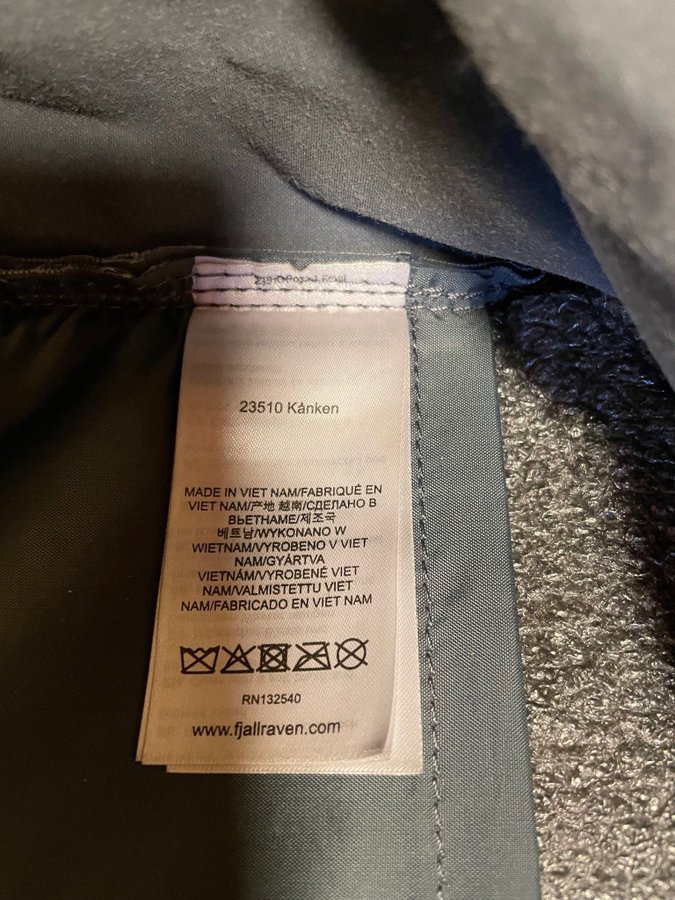 23510 Kånken
MADE IN VIET NAM/FABRIQUÉ EN
VIET NAM/产地 越南/СДЕЛАНО В
ВЬЕТНАМЕ/제조국
베트남/WYKONANO W
WIETNAM/VYROBENO V VIET
NAM/GYÁRTVA
VIETNÁM/VYROBENÉ VIET
NAM/VALMISTETTU VIET
NAM/FABRICADO EN VIET NAM
RN132540
www.fjallraven.com